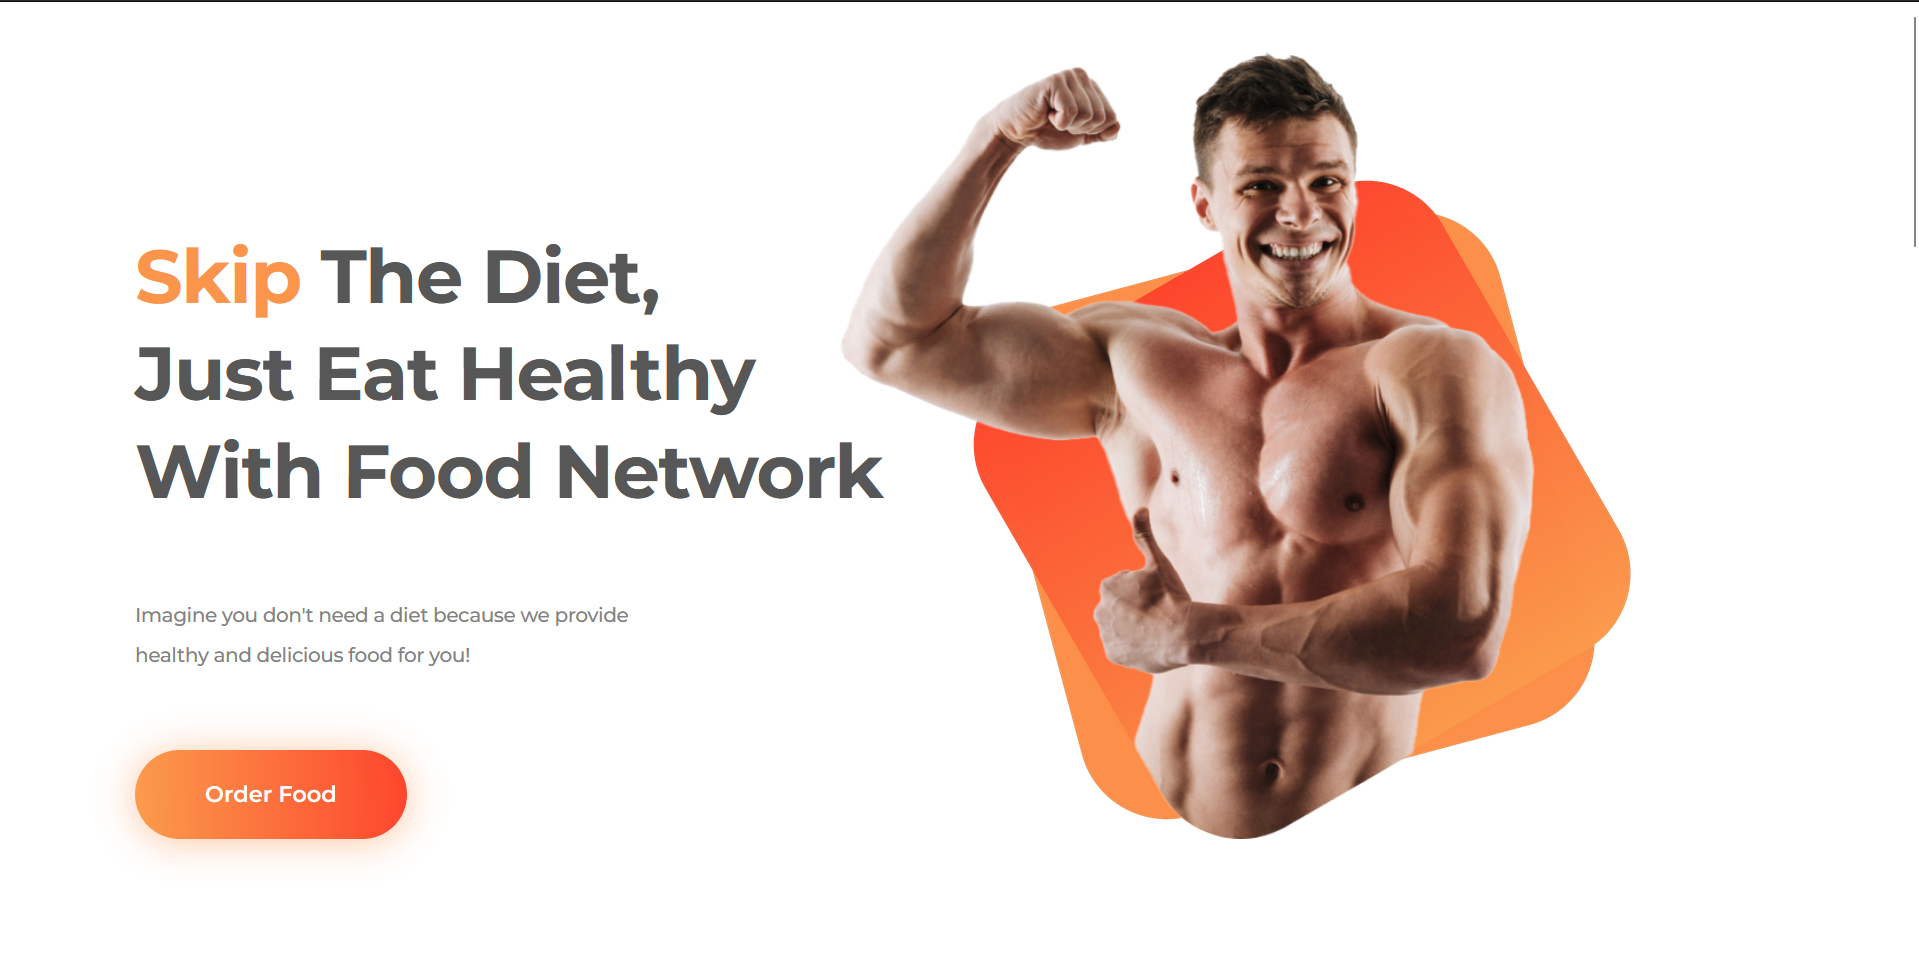 Skip The Diet,
Just Eat Healthy
With Food Network
Imagine you don't need a diet because we provide
healthy and delicious food for you!
Order Food